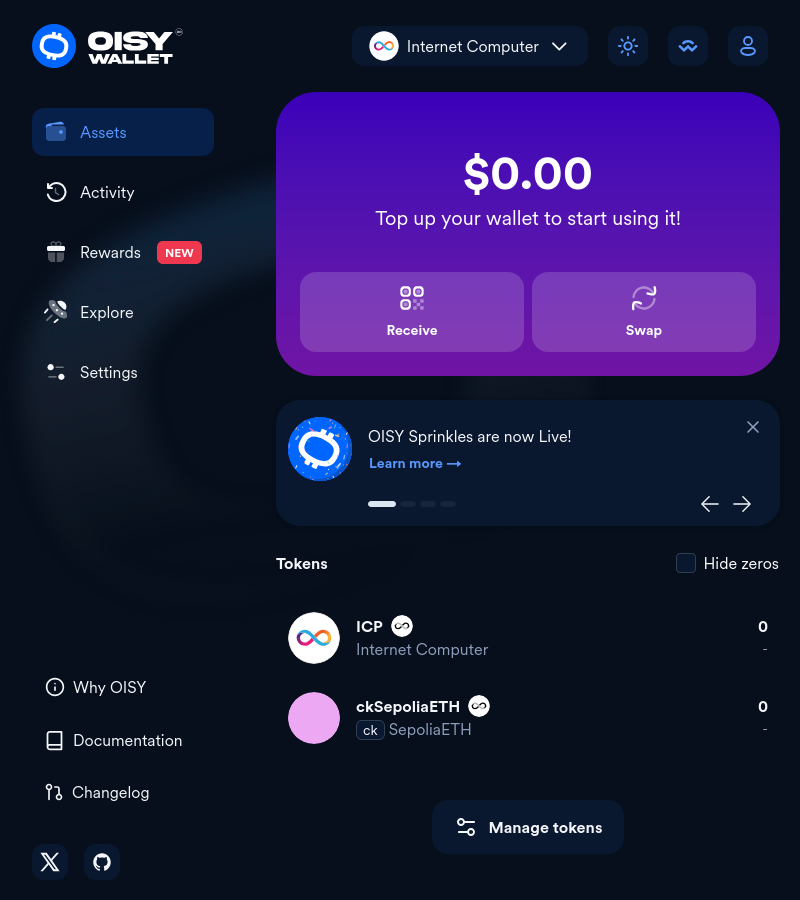 OISY
WALLET
Internet Computer
Assets
Activity
Rewards NEW
Explore
Settings
$0.00
Top up your wallet to start using it!
Receive
Swap
OISY Sprinkles are now Live!
Learn more →
Tokens
Hide zeros
ICP
0
Internet Computer
-
ckSepoliaETH
0
ck SepoliaETH
-
Manage tokens
Why OISY
Documentation
Changelog